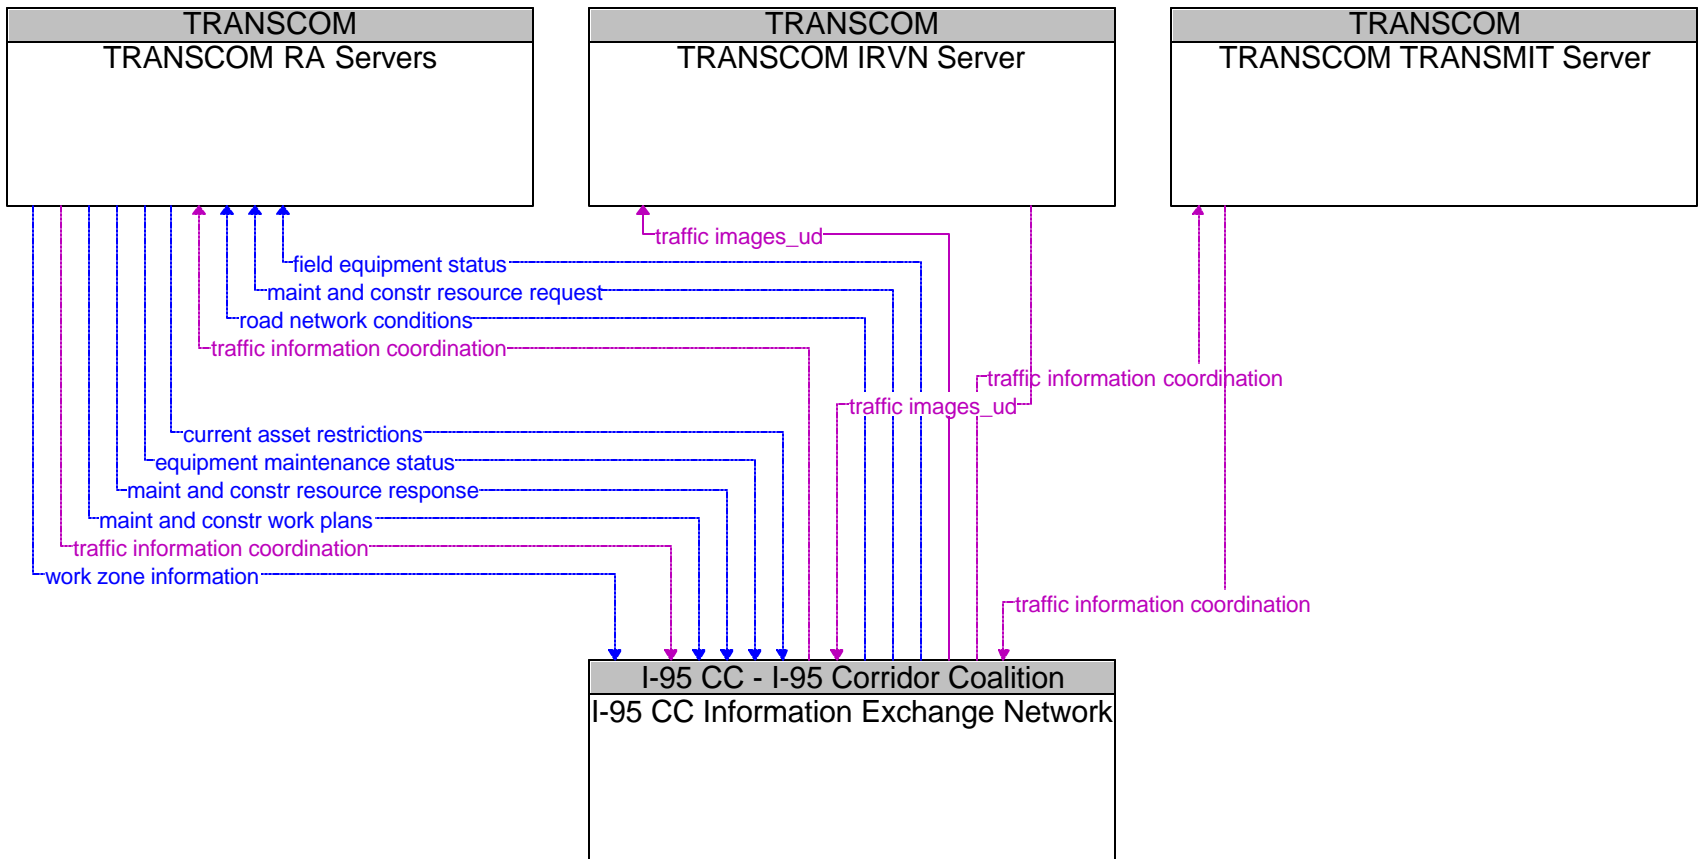 TRANSCOM
TRANSCOM RA Servers
TRANSCOM
TRANSCOM IRVN Server
TRANSCOM
TRANSCOM TRANSMIT Server
traffic images_ud
field equipment status
maint and constr resource request
road network conditions
traffic information coordination
traffic information coordination
traffic images_ud
current asset restrictions
equipment maintenance status
maint and constr resource response
maint and constr work plans
traffic information coordination
work zone information
traffic information coordination
I-95 CC - I-95 Corridor Coalition
I-95 CC Information Exchange Network